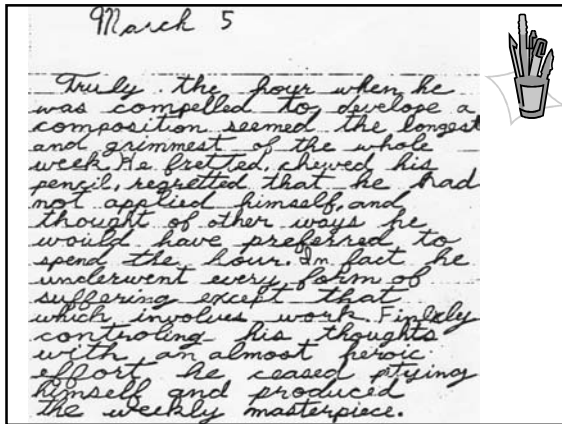 March 5
Truly the hour when he
was compelled to develope a
composition seemed the longest
and grimmest of the whole
week. He fretted, chewed his
pencil, regretted that he had
not applied himself, and
thought of other ways he
would have preferred to
spend the hour. In fact he
underwent every form of
suffering except that
which involves work. Finlely
controling his thoughts
with an almost heroic
effort he ceased ptying
himself and produced
the weekly masterpiece.